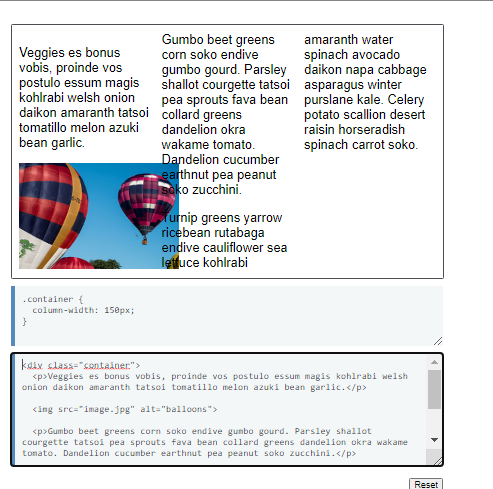 Veggies es bonus
vobis, proinde vos
postulo essum magis
kohlrabi welsh onion
daikon amaranth tatsoi
tomatillo melon azuki
bean garlic.
Gumbo beet greens
corn soko endive
gumbo gourd. Parsley
shallot courgette tatsoi
pea sprouts fava bean
collard greens
dandelion okra
wakame tomato.
Dandelion cucumber
earthnut pea peanut
soko zucchini.
Turnip greens yarrow
ricebean rutabaga
endive cauliflower sea
lettuce kohlrabi
amaranth water
spinach avocado
daikon napa cabbage
asparagus winter
purslane kale. Celery
potato scallion desert
raisin horseradish
spinach carrot soko.
.container {
column-width: 150px;
}
<div class="container">
<p>Veggies es bonus vobis, proinde vos postulo essum magis kohlrabi welsh
onion daikon amaranth tatsoi tomatillo melon azuki bean garlic.</p>
<img src="image.jpg" alt="balloons">
<p>Gumbo beet greens corn soko endive gumbo gourd. Parsley shallot
courgette tatsoi pea sprouts fava bean collard greens dandelion okra wakame
tomato. Dandelion cucumber earthnut pea peanut soko zucchini.</p>
Reset